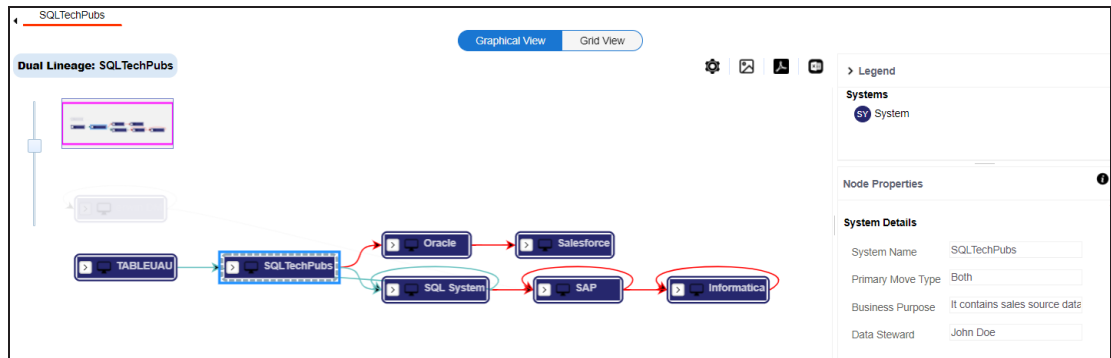 SQLTechPubs
Graphical View
Grid View
Dual Lineage: SQLTechPubs
Legend
Systems
SY System
Node Properties
System Details
System Name SQLTechPubs
Primary Move Type Both
Business Purpose It contains sales source data
Data Steward John Doe
Oracle
Salesforce
TABLEUAU
SQLTechPubs
SQL System
SAP
Informatica